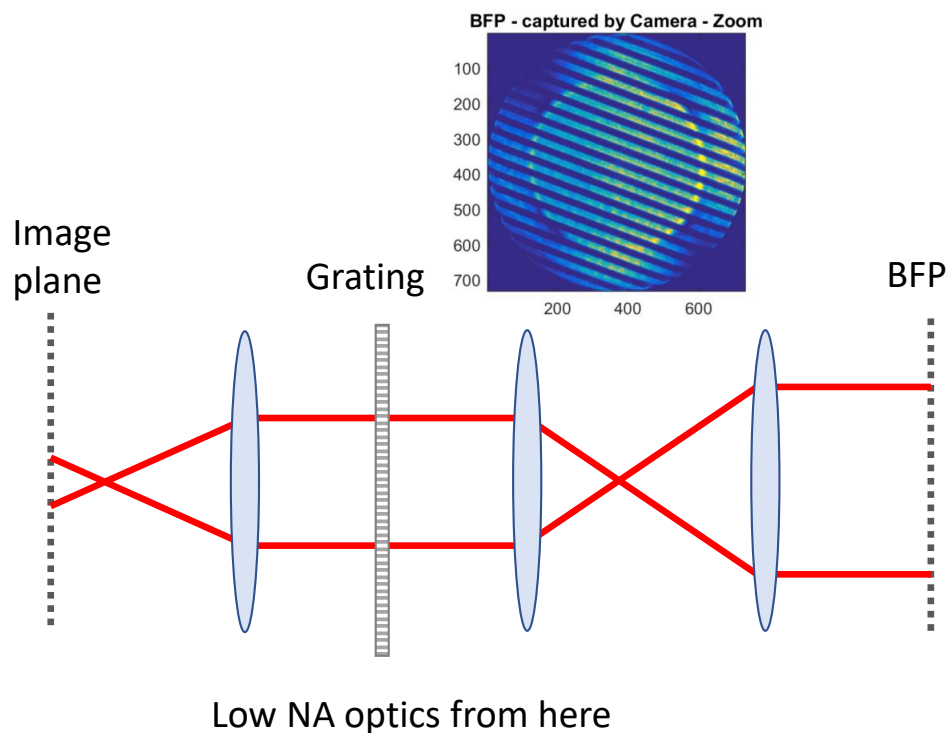 BFP - captured by Camera - Zoom
100
200
300
400
500
600
700
200 400 600
Image
plane
Grating
BFP
Low NA optics from here